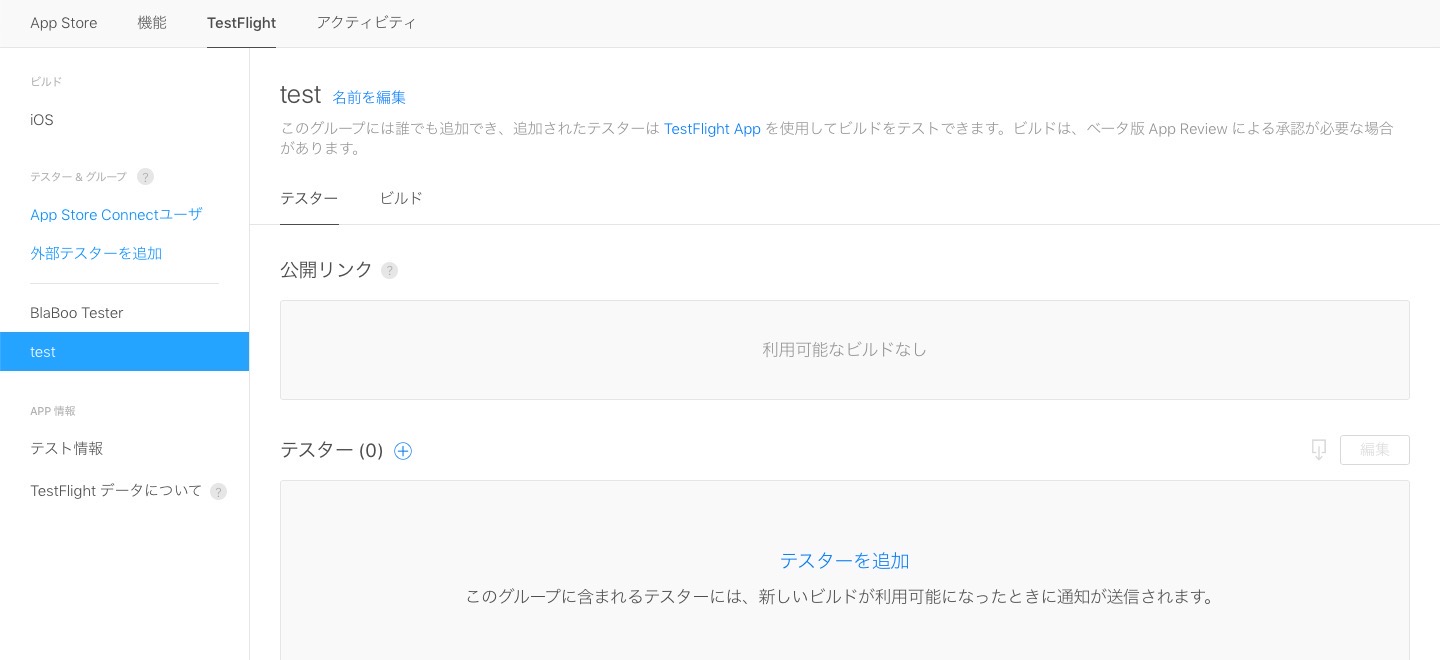 App Store 機能 TestFlight アクティビティ
ビルド
iOS
テスター & グループ ?
App Store Connectユーザ
外部テスターを追加
BlaBoo Tester
test
APP 情報
テスト情報
TestFlight データについて ?
test 名前を編集
このグループには誰でも追加でき、追加されたテスターは TestFlight App を使用してビルドをテストできます。ビルドは、ベータ版 App Review による承認が必要な場合
があります。
テスター ビルド
公開リンク ?
利用可能なビルドなし
テスター (0)
編集
テスターを追加
このグループに含まれるテスターには、新しいビルドが利用可能になったときに通知が送信されます。